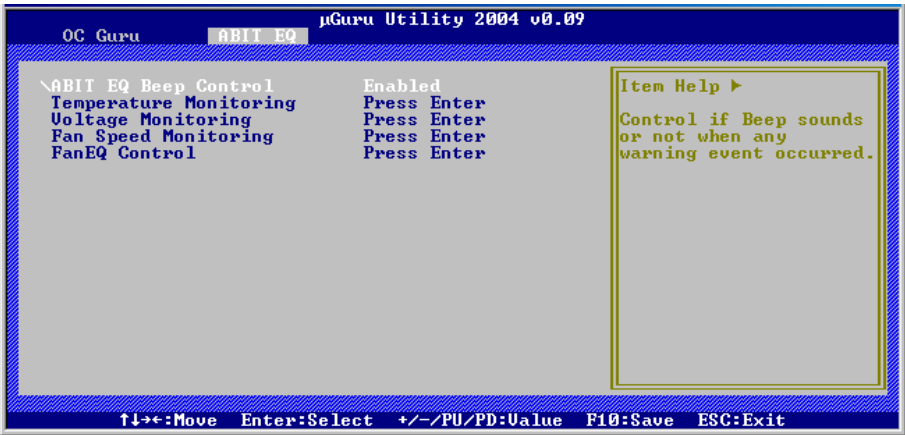 µGuru Utility 2004 v0.09
OC Guru ABIT EQ
\ABIT EQ Beep Control Enabled
Temperature Monitoring Press Enter
Voltage Monitoring Press Enter
Fan Speed Monitoring Press Enter
FanEQ Control Press Enter
Item Help ►
Control if Beep sounds
or not when any
warning event occurred.
↑↓→←:Move Enter:Select +/-/PU/PD:Value F10:Save ESC:Exit